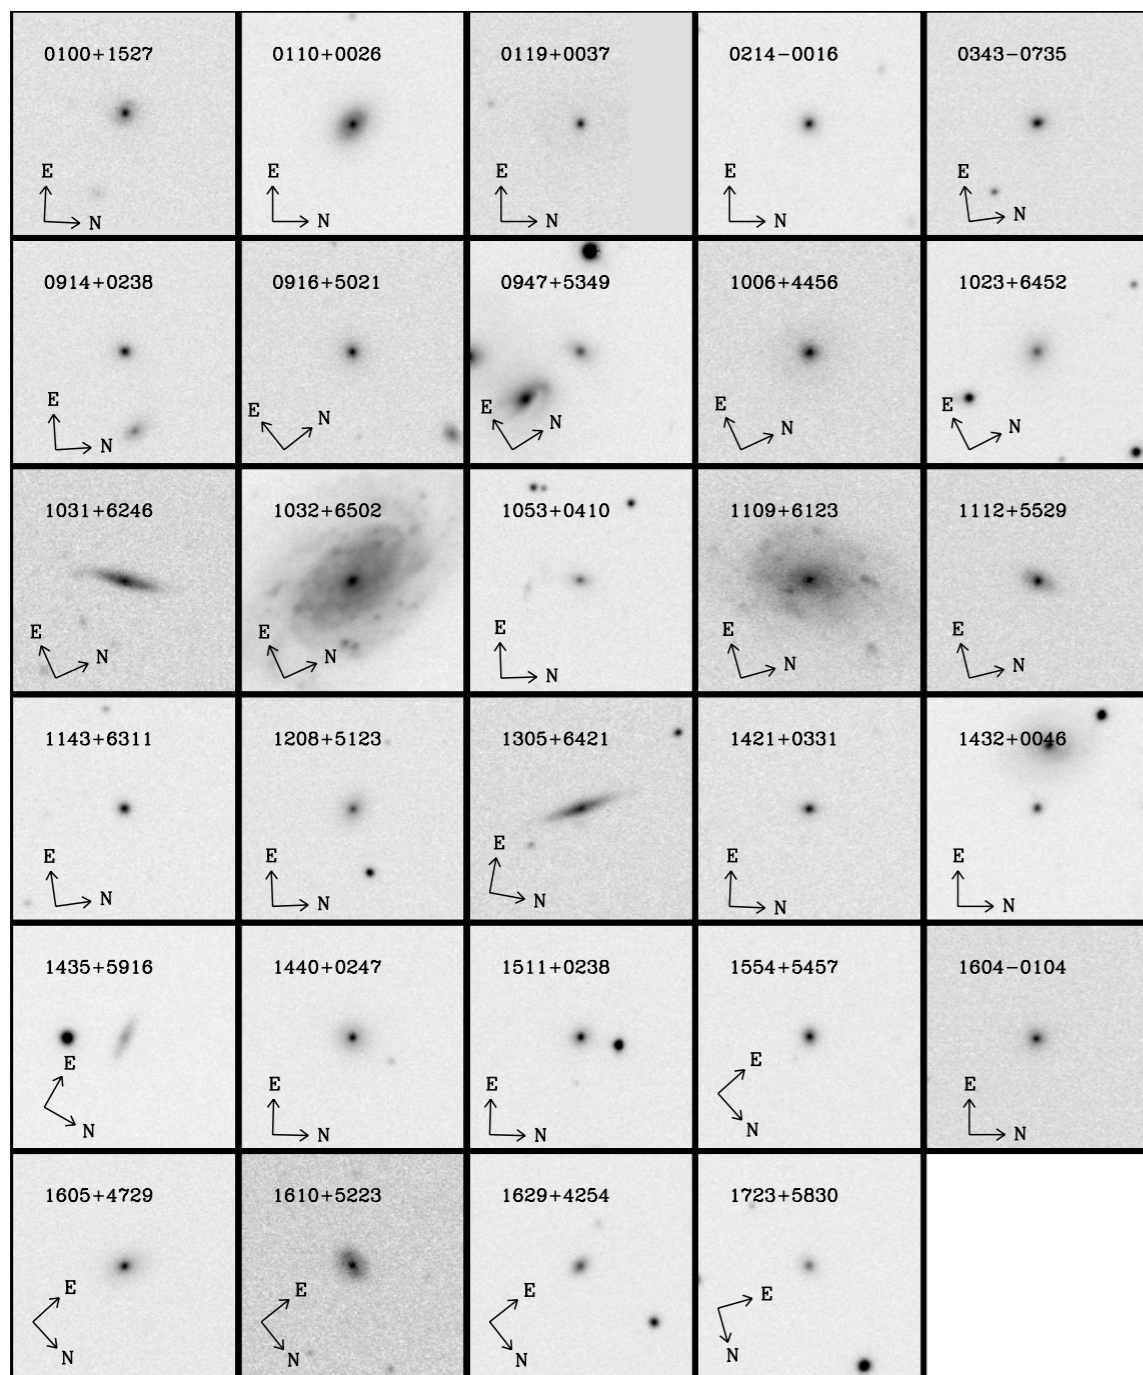 0100+1527
E
N
0110+0026
E
N
0119+0037
E
N
0214−0016
E
N
0343−0735
E
N
0914+0238
E
N
0916+5021
E
N
0947+5349
E
N
1006+4456
E
N
1023+6452
E
N
1031+6246
E
N
1032+6502
E
N
1053+0410
E
N
1109+6123
E
N
1112+5529
E
N
1143+6311
E
N
1208+5123
E
N
1305+6421
E
N
1421+0331
E
N
1432+0046
E
N
1435+5916
E
N
1440+0247
E
N
1511+0238
E
N
1554+5457
E
N
1604−0104
E
N
1605+4729
E
N
1610+5223
E
N
1629+4254
E
N
1723+5830
E
N